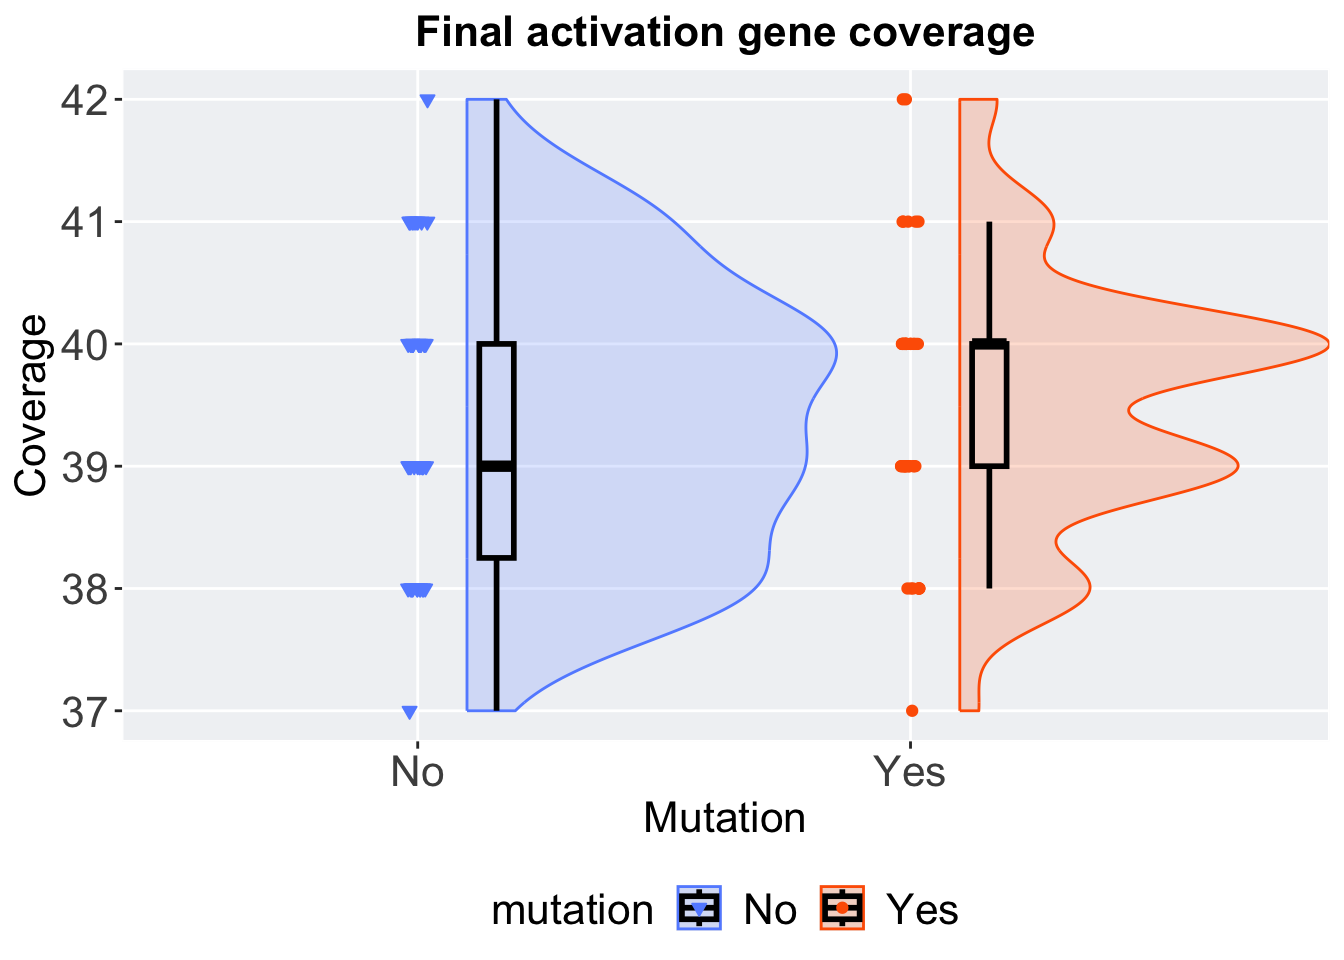 Final activation gene coverage
42
41
40
39
38
37
Coverage
No Yes
Mutation
mutation No Yes